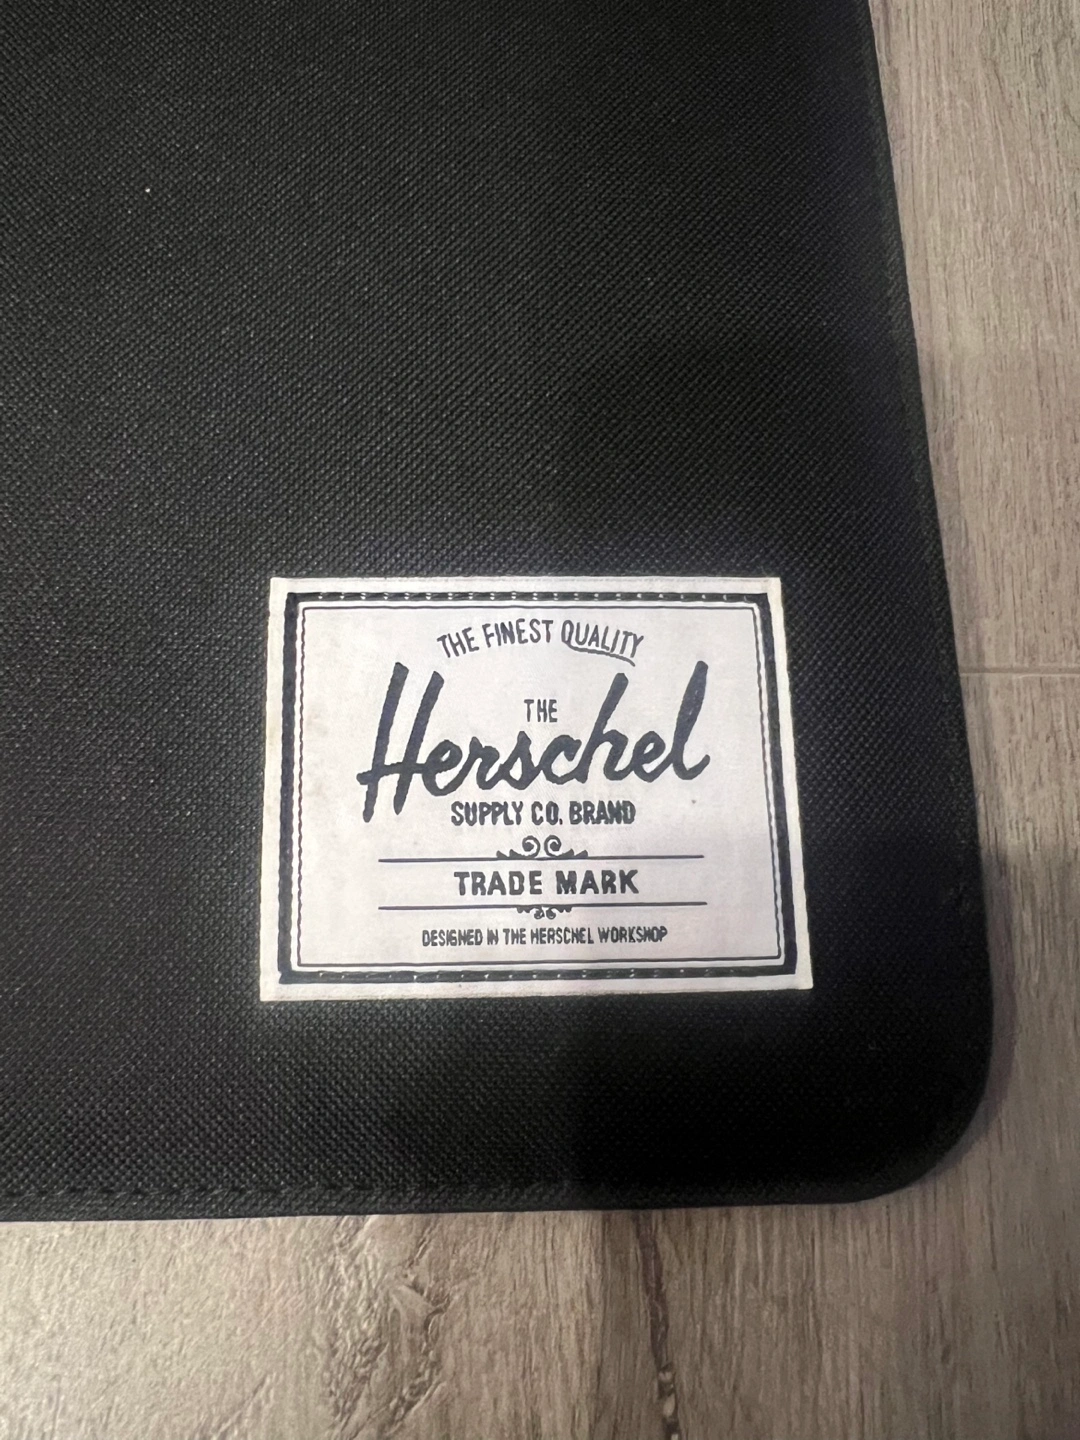 THE FINEST QUALITY
THE
Herschel
SUPPLY CO. BRAND
TRADE MARK
DESIGNED IN THE HERSCHEL WORKSHOP